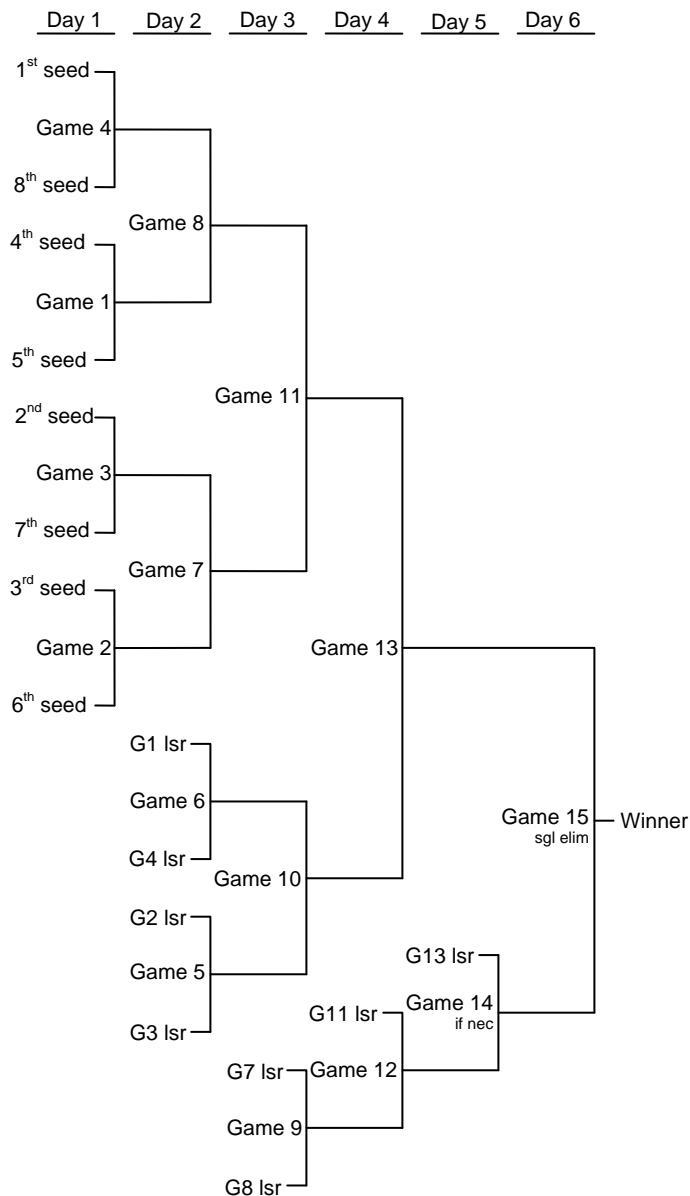 Day 1 Day 2 Day 3 Day 4 Day 5 Day 6
1st seed
Game 4
8th seed
Game 8
4th seed
Game 1
5th seed
Game 11
2nd seed
Game 3
7th seed
Game 7
3rd seed
Game 2
Game 13
6th seed
G1 lsr
Game 6
Game 15
sgl elim
Winner
G4 lsr
Game 10
G2 lsr
G13 lsr
Game 5
Game 14
if nec
G11 lsr
G3 lsr
G7 lsr
Game 12
Game 9
G8 lsr